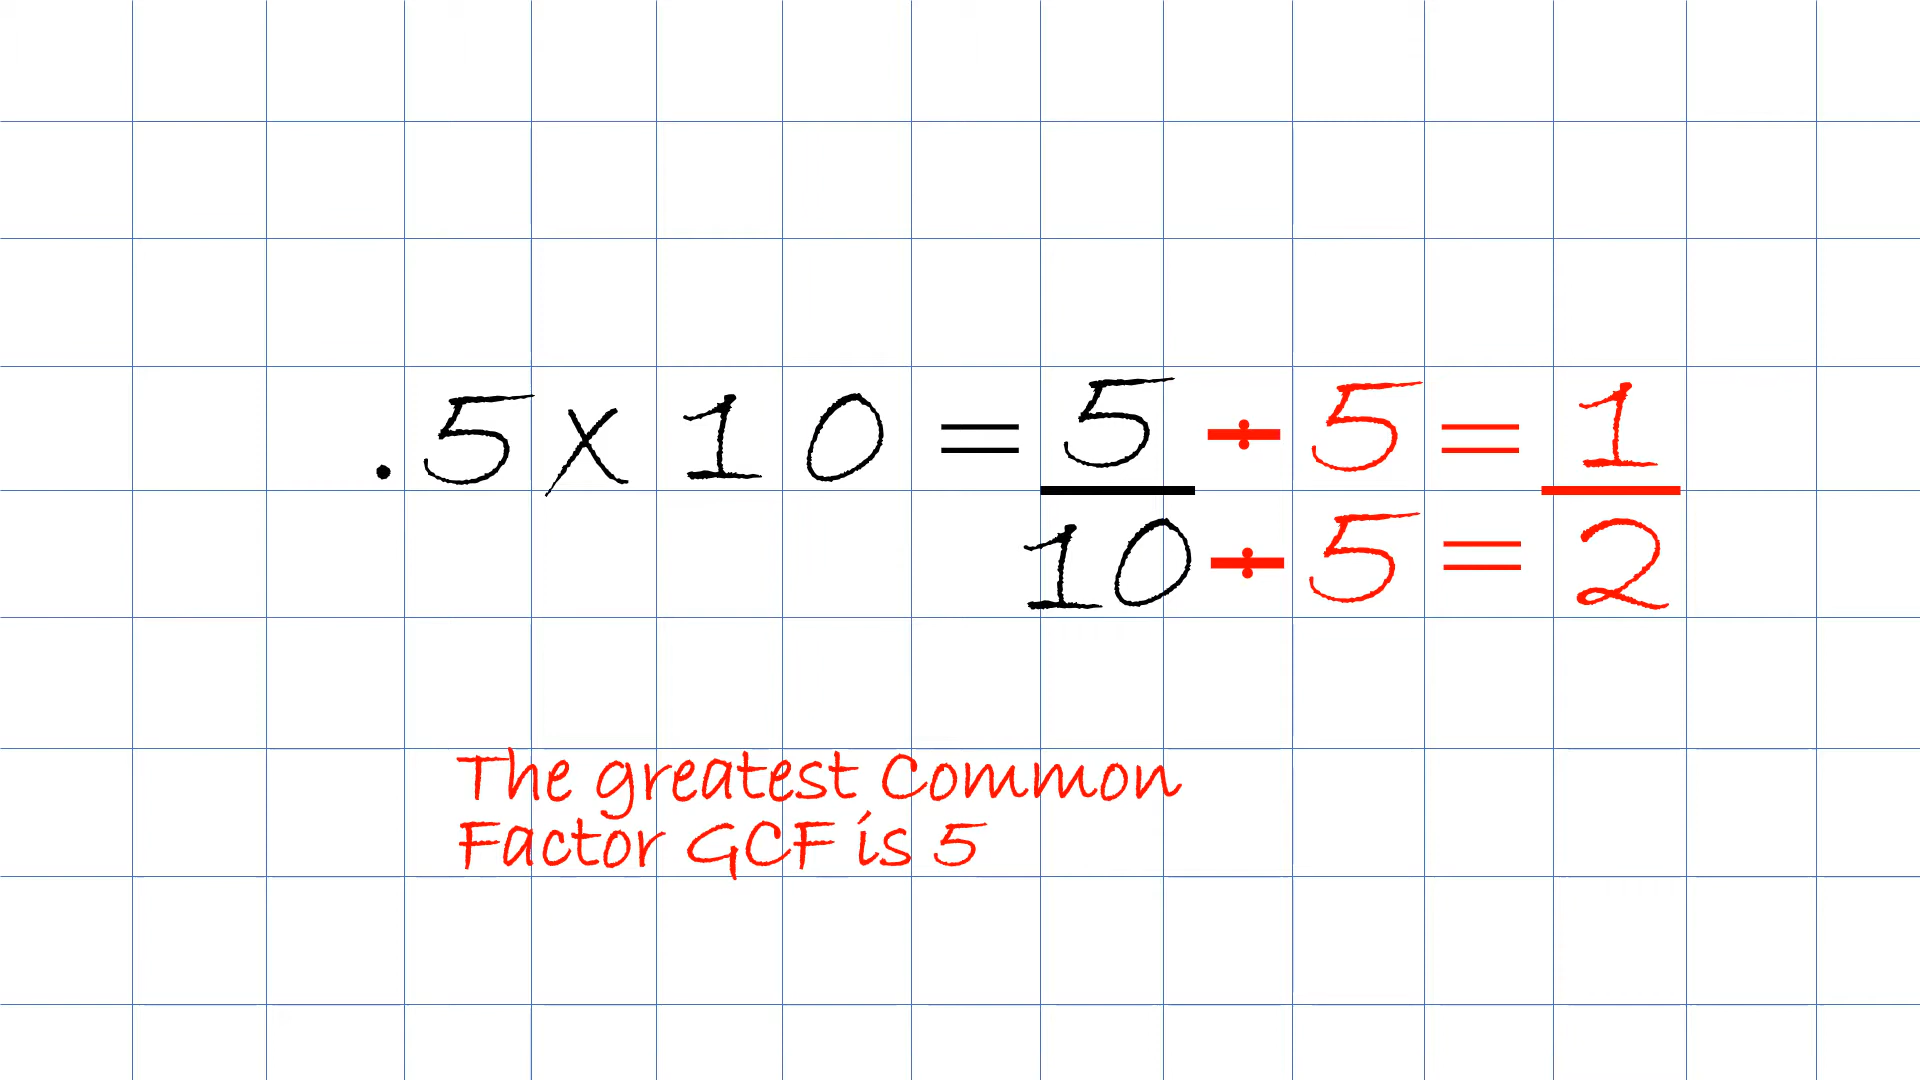 .5 x 10 = 5 ÷ 5 = 1
10 ÷ 5 = 2
The greatest Common
Factor GCF is 5